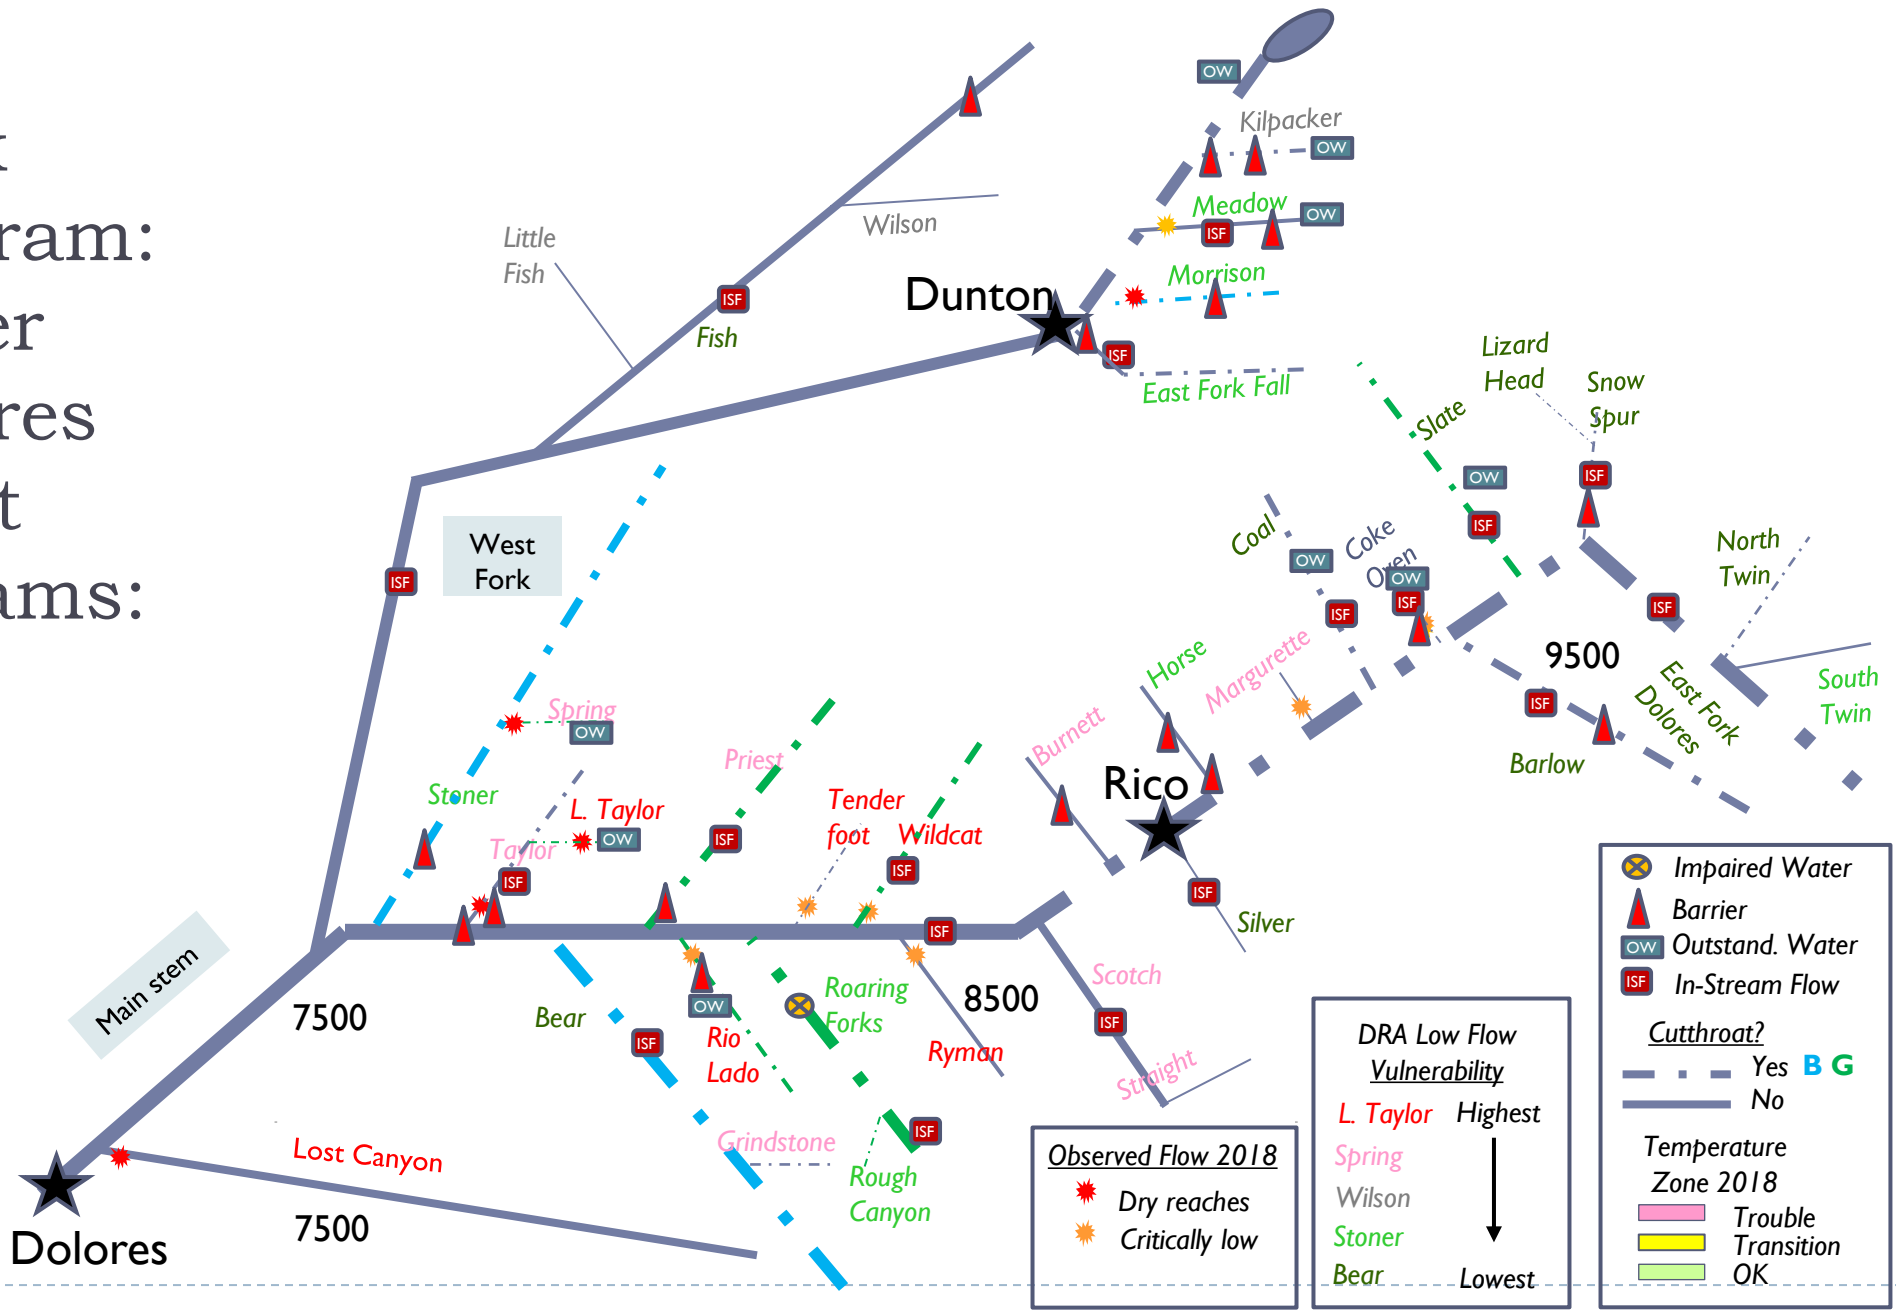 ram:
er
res
t
ams:
OW
Kilpacker
OW
Meadow
OW
ISF
Wilson
Little
Fish
Morrison
Dunton
ISF
Fish
ISF
East Fork Fall
Lizard
Head
Snow
Spur
Slate
OW
ISF
ISF
West
Fork
ISF
Coal
OW
Coke
Oven
OW
ISF
ISF
North
Twin
ISF
9500
South
Twin
East Fork
Dolores
ISF
Barlow
Horse
Margurette
Burnett
Rico
ISF
Silver
Spring
OW
Stoner
Priest
L. Taylor
OW
Taylor
ISF
ISF
Tender
foot
Wildcat
ISF
ISF
Main stem
7500
Bear
ISF
OW
Rio
Lado
Roaring
Forks
Ryman
8500
Scotch
ISF
Straight
Grindstone
ISF
Rough
Canyon
Lost Canyon
7500
Dolores
Observed Flow 2018
Dry reaches
Critically low
DRA Low Flow
Vulnerability
L. Taylor Highest
Spring
Wilson
Stoner
Bear Lowest
Impaired Water
Barrier
OW Outstand. Water
ISF In-Stream Flow
Cutthroat?
Yes B G
No
Temperature
Zone 2018
Trouble
Transition
OK